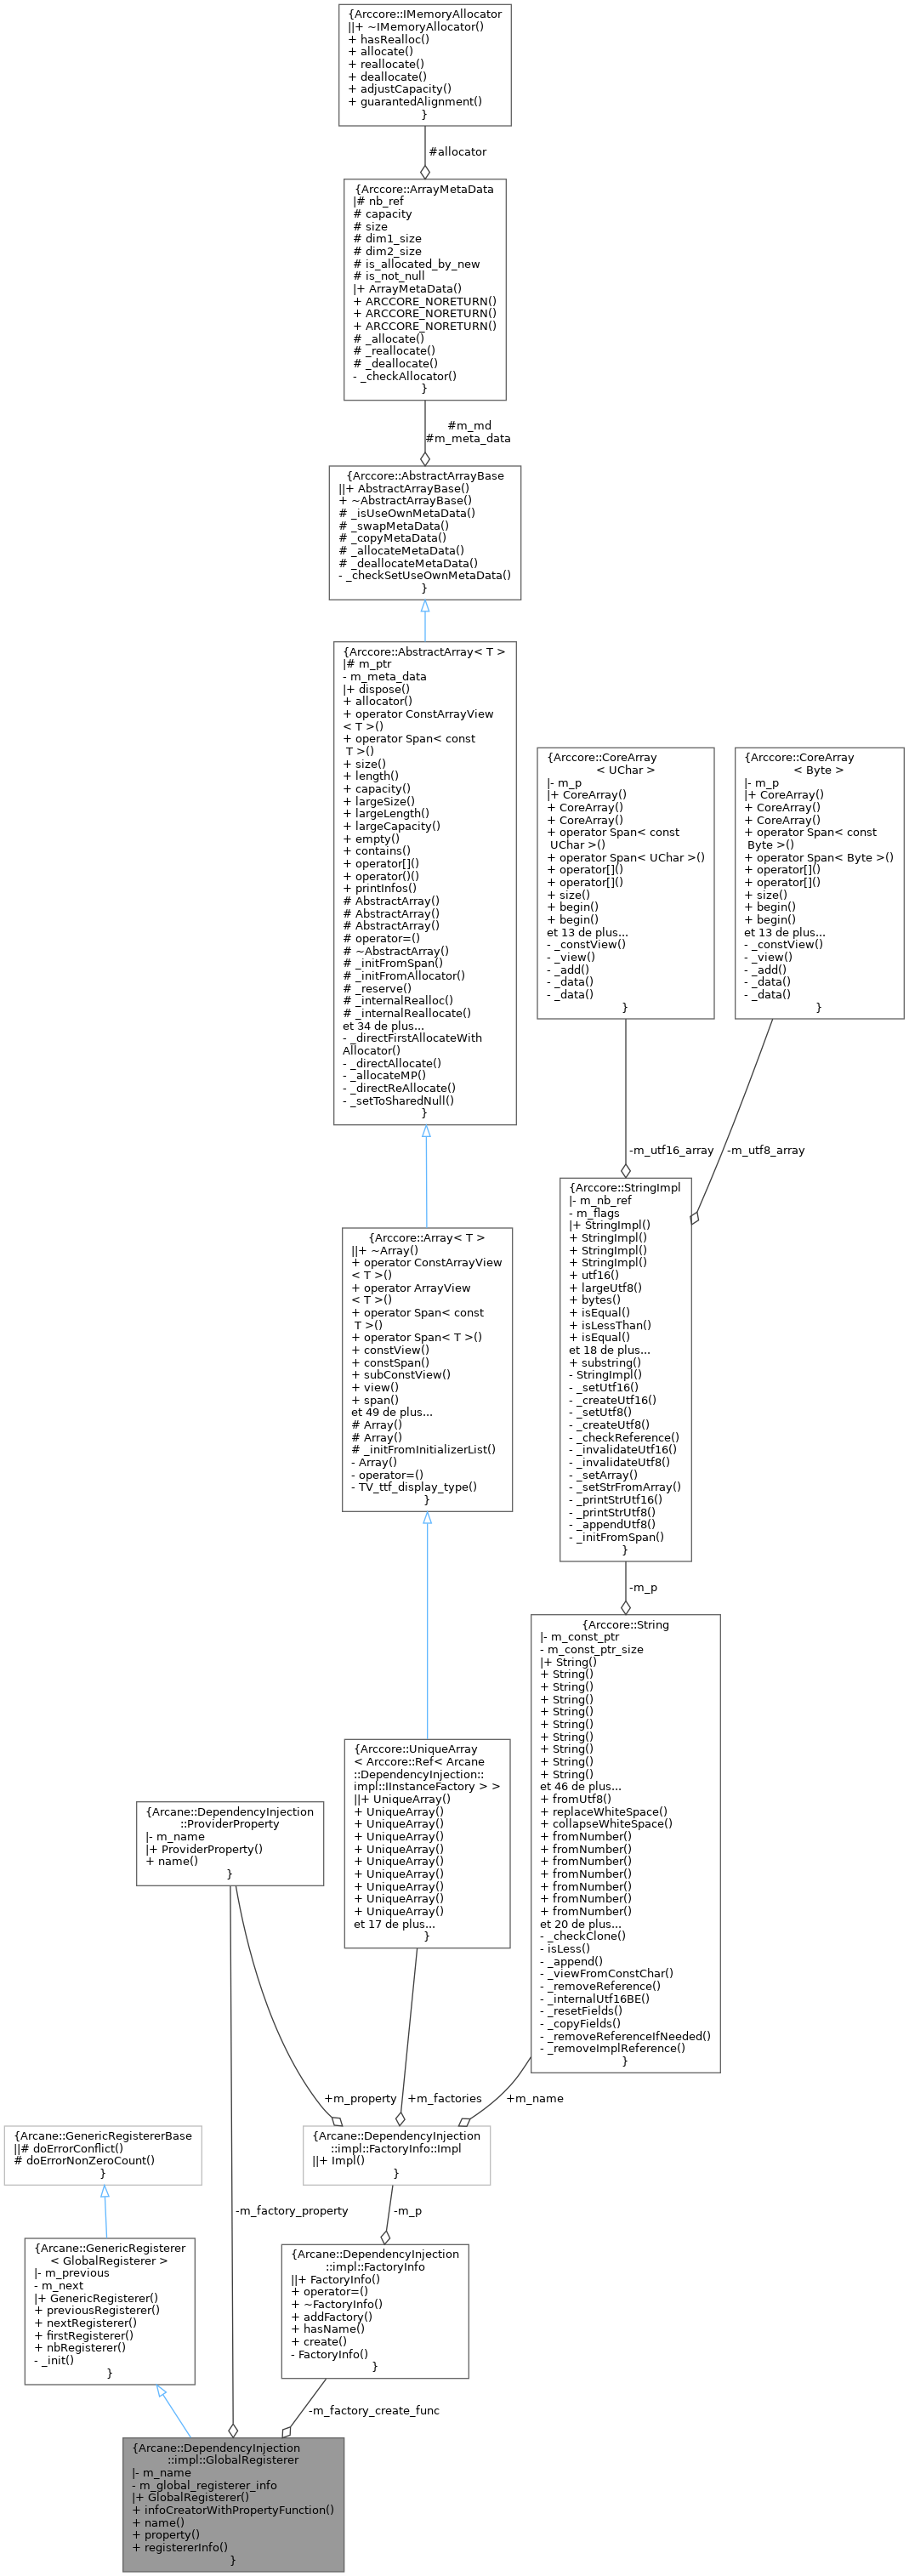 {Arccore::IMemoryAllocator
||+ ~IMemoryAllocator()
+ hasRealloc()
+ allocate()
+ reallocate()
+ deallocate()
+ adjustCapacity()
+ guarantedAlignment()
}
#allocator
{Arccore::ArrayMetaData
|# nb_ref
# capacity
# size
# dim1_size
# dim2_size
# is_allocated_by_new
# is_not_null
|+ ArrayMetaData()
+ ARCCORE_NORETURN()
+ ARCCORE_NORETURN()
+ ARCCORE_NORETURN()
# _allocate()
# _reallocate()
# _deallocate()
- _checkAllocator()
}
#m_md
#m_meta_data
{Arccore::AbstractArrayBase
||+ AbstractArrayBase()
+ ~AbstractArrayBase()
# _isUseOwnMetaData()
# _swapMetaData()
# _copyMetaData()
# _allocateMetaData()
# _deallocateMetaData()
- _checkSetUseOwnMetaData()
}
{Arccore::AbstractArray< T >
|# m_ptr
- m_meta_data
|+ dispose()
+ allocator()
+ operator ConstArrayView
< T >()
+ operator Span< const
T >()
+ size()
+ length()
+ capacity()
+ largeSize()
+ largeLength()
+ largeCapacity()
+ empty()
+ contains()
+ operator[]()
+ operator()()
+ printInfos()
# AbstractArray()
# AbstractArray()
# AbstractArray()
# operator=()
# ~AbstractArray()
# _initFromSpan()
# _initFromAllocator()
# _reserve()
# _internalRealloc()
# _internalReallocate()
et 34 de plus...
- _directFirstAllocateWith
Allocator()
- _directAllocate()
- _allocateMP()
- _directReAllocate()
- _setToSharedNull()
}
{Arccore::CoreArray
< UChar >
|- m_p
|+ CoreArray()
+ CoreArray()
+ CoreArray()
+ operator Span< const
UChar >()
+ operator Span< UChar >()
+ operator[]()
+ operator[]()
+ size()
+ begin()
+ begin()
et 13 de plus...
- _constView()
- _view()
- _add()
- _data()
- _data()
}
{Arccore::CoreArray
< Byte >
|- m_p
|+ CoreArray()
+ CoreArray()
+ CoreArray()
+ operator Span< const
Byte >()
+ operator Span< Byte >()
+ operator[]()
+ operator[]()
+ size()
+ begin()
+ begin()
et 13 de plus...
- _constView()
- _view()
- _add()
- _data()
- _data()
}
-m_utf16_array
-m_utf8_array
{Arccore::StringImpl
|- m_nb_ref
- m_flags
|+ StringImpl()
+ StringImpl()
+ StringImpl()
+ StringImpl()
+ utf16()
+ largeUtf8()
+ bytes()
+ isEqual()
+ isLessThan()
+ isEqual()
et 18 de plus...
+ substring()
- StringImpl()
- _setUtf16()
- _createUtf16()
- _setUtf8()
- _createUtf8()
- _checkReference()
- _invalidateUtf16()
- _invalidateUtf8()
- _setArray()
- _setStrFromArray()
- _printStrUtf16()
- _printStrUtf8()
- _appendUtf8()
- _initFromSpan()
}
{Arccore::Array< T >
||+ ~Array()
+ operator ConstArrayView
< T >()
+ operator ArrayView
< T >()
+ operator Span< const
T >()
+ operator Span< T >()
+ constView()
+ constSpan()
+ subConstView()
+ view()
+ span()
et 49 de plus...
# Array()
# Array()
# _initFromInitializerList()
- Array()
- operator=()
- TV_ttf_display_type()
}
-m_p
{Arccore::String
|- m_const_ptr
- m_const_ptr_size
|+ String()
+ String()
+ String()
+ String()
+ String()
+ String()
+ String()
+ String()
+ String()
+ String()
et 46 de plus...
+ fromUtf8()
+ replaceWhiteSpace()
+ collapseWhiteSpace()
+ fromNumber()
+ fromNumber()
+ fromNumber()
+ fromNumber()
+ fromNumber()
+ fromNumber()
+ fromNumber()
et 20 de plus...
- _checkClone()
- isLess()
- _append()
- _viewFromConstChar()
- _removeReference()
- _internalUtf16BE()
- _resetFields()
- _copyFields()
- _removeReferenceIfNeeded()
- _removeImplReference()
}
{Arccore::UniqueArray
< Arccore::Ref< Arcane
::DependencyInjection::
impl::IInstanceFactory > >
||+ UniqueArray()
+ UniqueArray()
+ UniqueArray()
+ UniqueArray()
+ UniqueArray()
+ UniqueArray()
+ UniqueArray()
+ UniqueArray()
+ UniqueArray()
+ UniqueArray()
et 17 de plus...
}
{Arcane::DependencyInjection
::ProviderProperty
|- m_name
|+ ProviderProperty()
+ name()
}
+m_property
+m_factories
+m_name
{Arcane::GenericRegistererBase
||# doErrorConflict()
# doErrorNonZeroCount()
}
{Arcane::DependencyInjection
::impl::FactoryInfo::Impl
||+ Impl()
}
-m_factory_property
-m_p
{Arcane::GenericRegisterer
< GlobalRegisterer >
|- m_previous
- m_next
|+ GenericRegisterer()
+ previousRegisterer()
+ nextRegisterer()
+ firstRegisterer()
+ nbRegisterer()
- _init()
}
{Arcane::DependencyInjection
::impl::FactoryInfo
||+ FactoryInfo()
+ operator=()
+ ~FactoryInfo()
+ addFactory()
+ hasName()
+ create()
- FactoryInfo()
}
-m_factory_create_func
{Arcane::DependencyInjection
::impl::GlobalRegisterer
|- m_name
- m_global_registerer_info
|+ GlobalRegisterer()
+ infoCreatorWithPropertyFunction()
+ name()
+ property()
+ registererInfo()
}